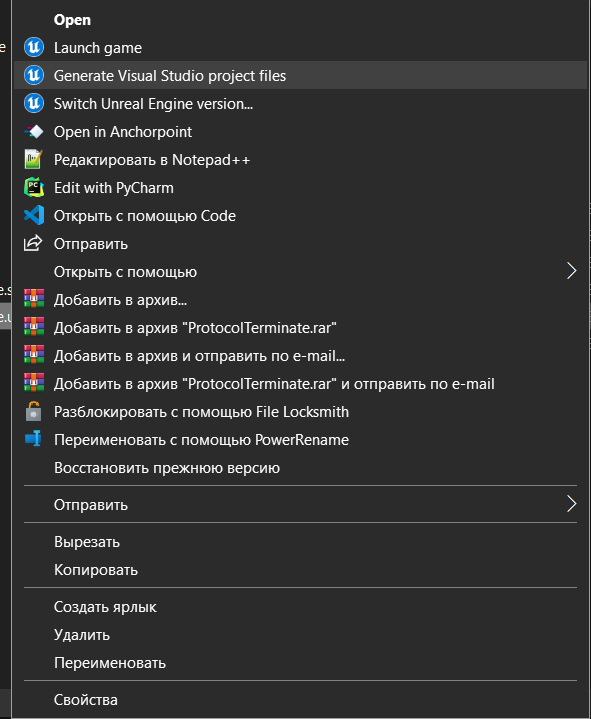 Open
Launch game
Generate Visual Studio project files
Switch Unreal Engine version...
Open in Anchorpoint
Редактировать в Notepad++
Edit with PyCharm
Открыть с помощью Code
Отправить
Открыть с помощью
Добавить в архив...
Добавить в архив "ProtocolTerminate.rar"
Добавить в архив и отправить по e-mail...
Добавить в архив "ProtocolTerminate.rar" и отправить по e-mail
Разблокировать с помощью File Locksmith
Переименовать с помощью PowerRename
Восстановить прежнюю версию
Отправить
Вырезать
Копировать
Создать ярлык
Удалить
Переименовать
Свойства